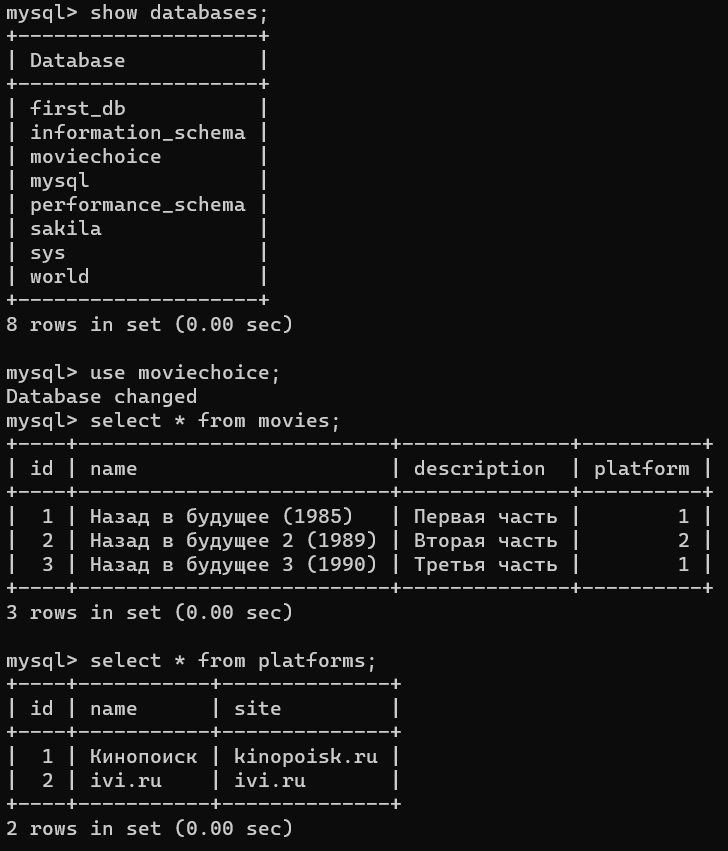 mysql> show databases;
+--------------------+
| Database           |
+--------------------+
| first_db           |
| information_schema |
| moviechoice        |
| mysql              |
| performance_schema |
| sakila             |
| sys                |
| world              |
+--------------------+
8 rows in set (0.00 sec)

mysql> use moviechoice;
Database changed
mysql> select * from movies;
+----+--------------------------+---------------+----------+
| id | name                     | description   | platform |
+----+--------------------------+---------------+----------+
|  1 | Назад в будущее (1985)   | Первая часть |        1 |
|  2 | Назад в будущее 2 (1989) | Вторая часть |        2 |
|  3 | Назад в будущее 3 (1990) | Третья часть |        1 |
+----+--------------------------+---------------+----------+
3 rows in set (0.00 sec)

mysql> select * from platforms;
+----+-----------+--------------+
| id | name      | site         |
+----+-----------+--------------+
|  1 | Кинопоиск | kinopoisk.ru |
|  2 | ivi.ru    | ivi.ru       |
+----+-----------+--------------+
2 rows in set (0.00 sec)